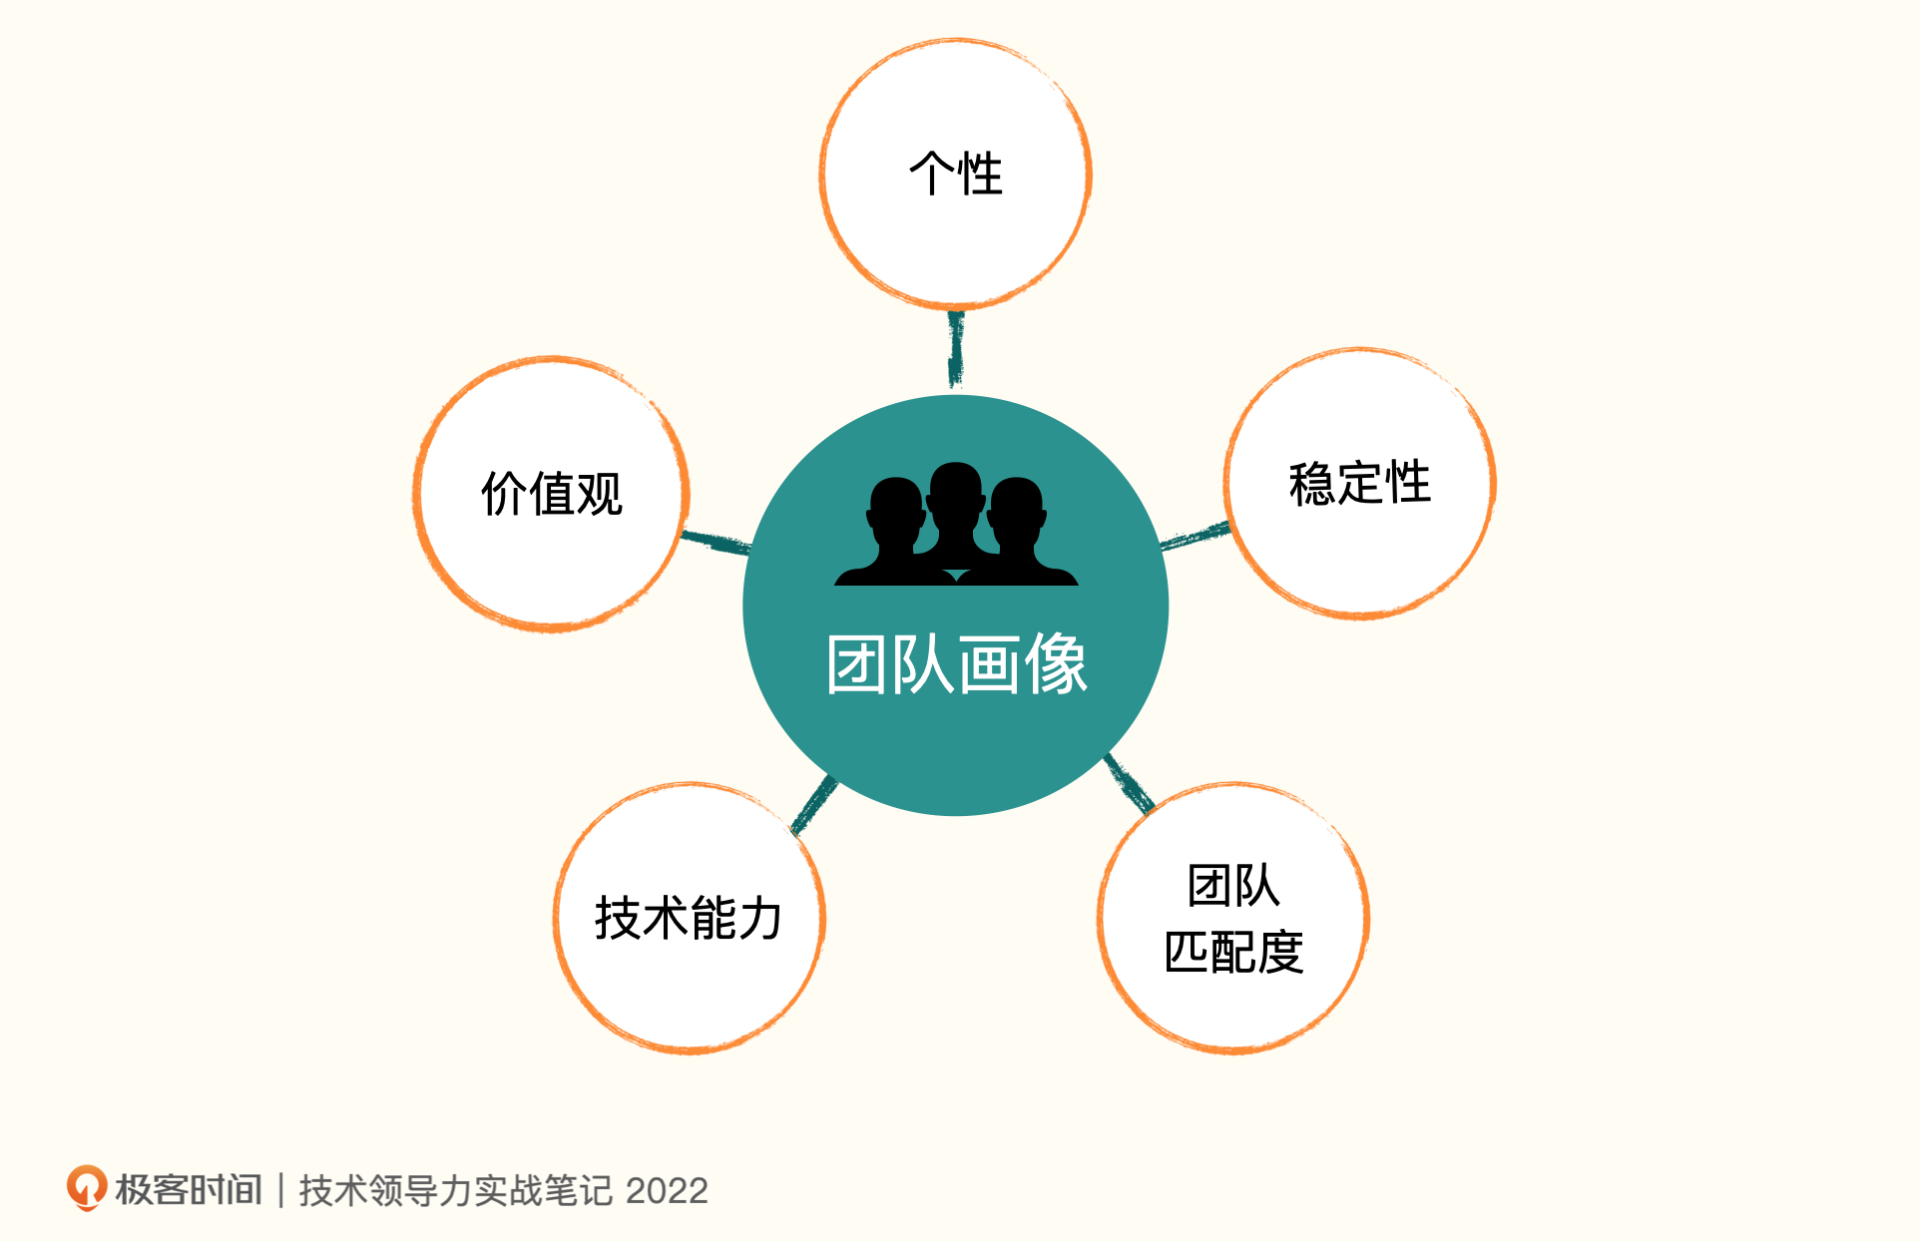 个性
价值观
稳定性
团队画像
技术能力
团队
匹配度
极客时间 | 技术领导力实战笔记 2022